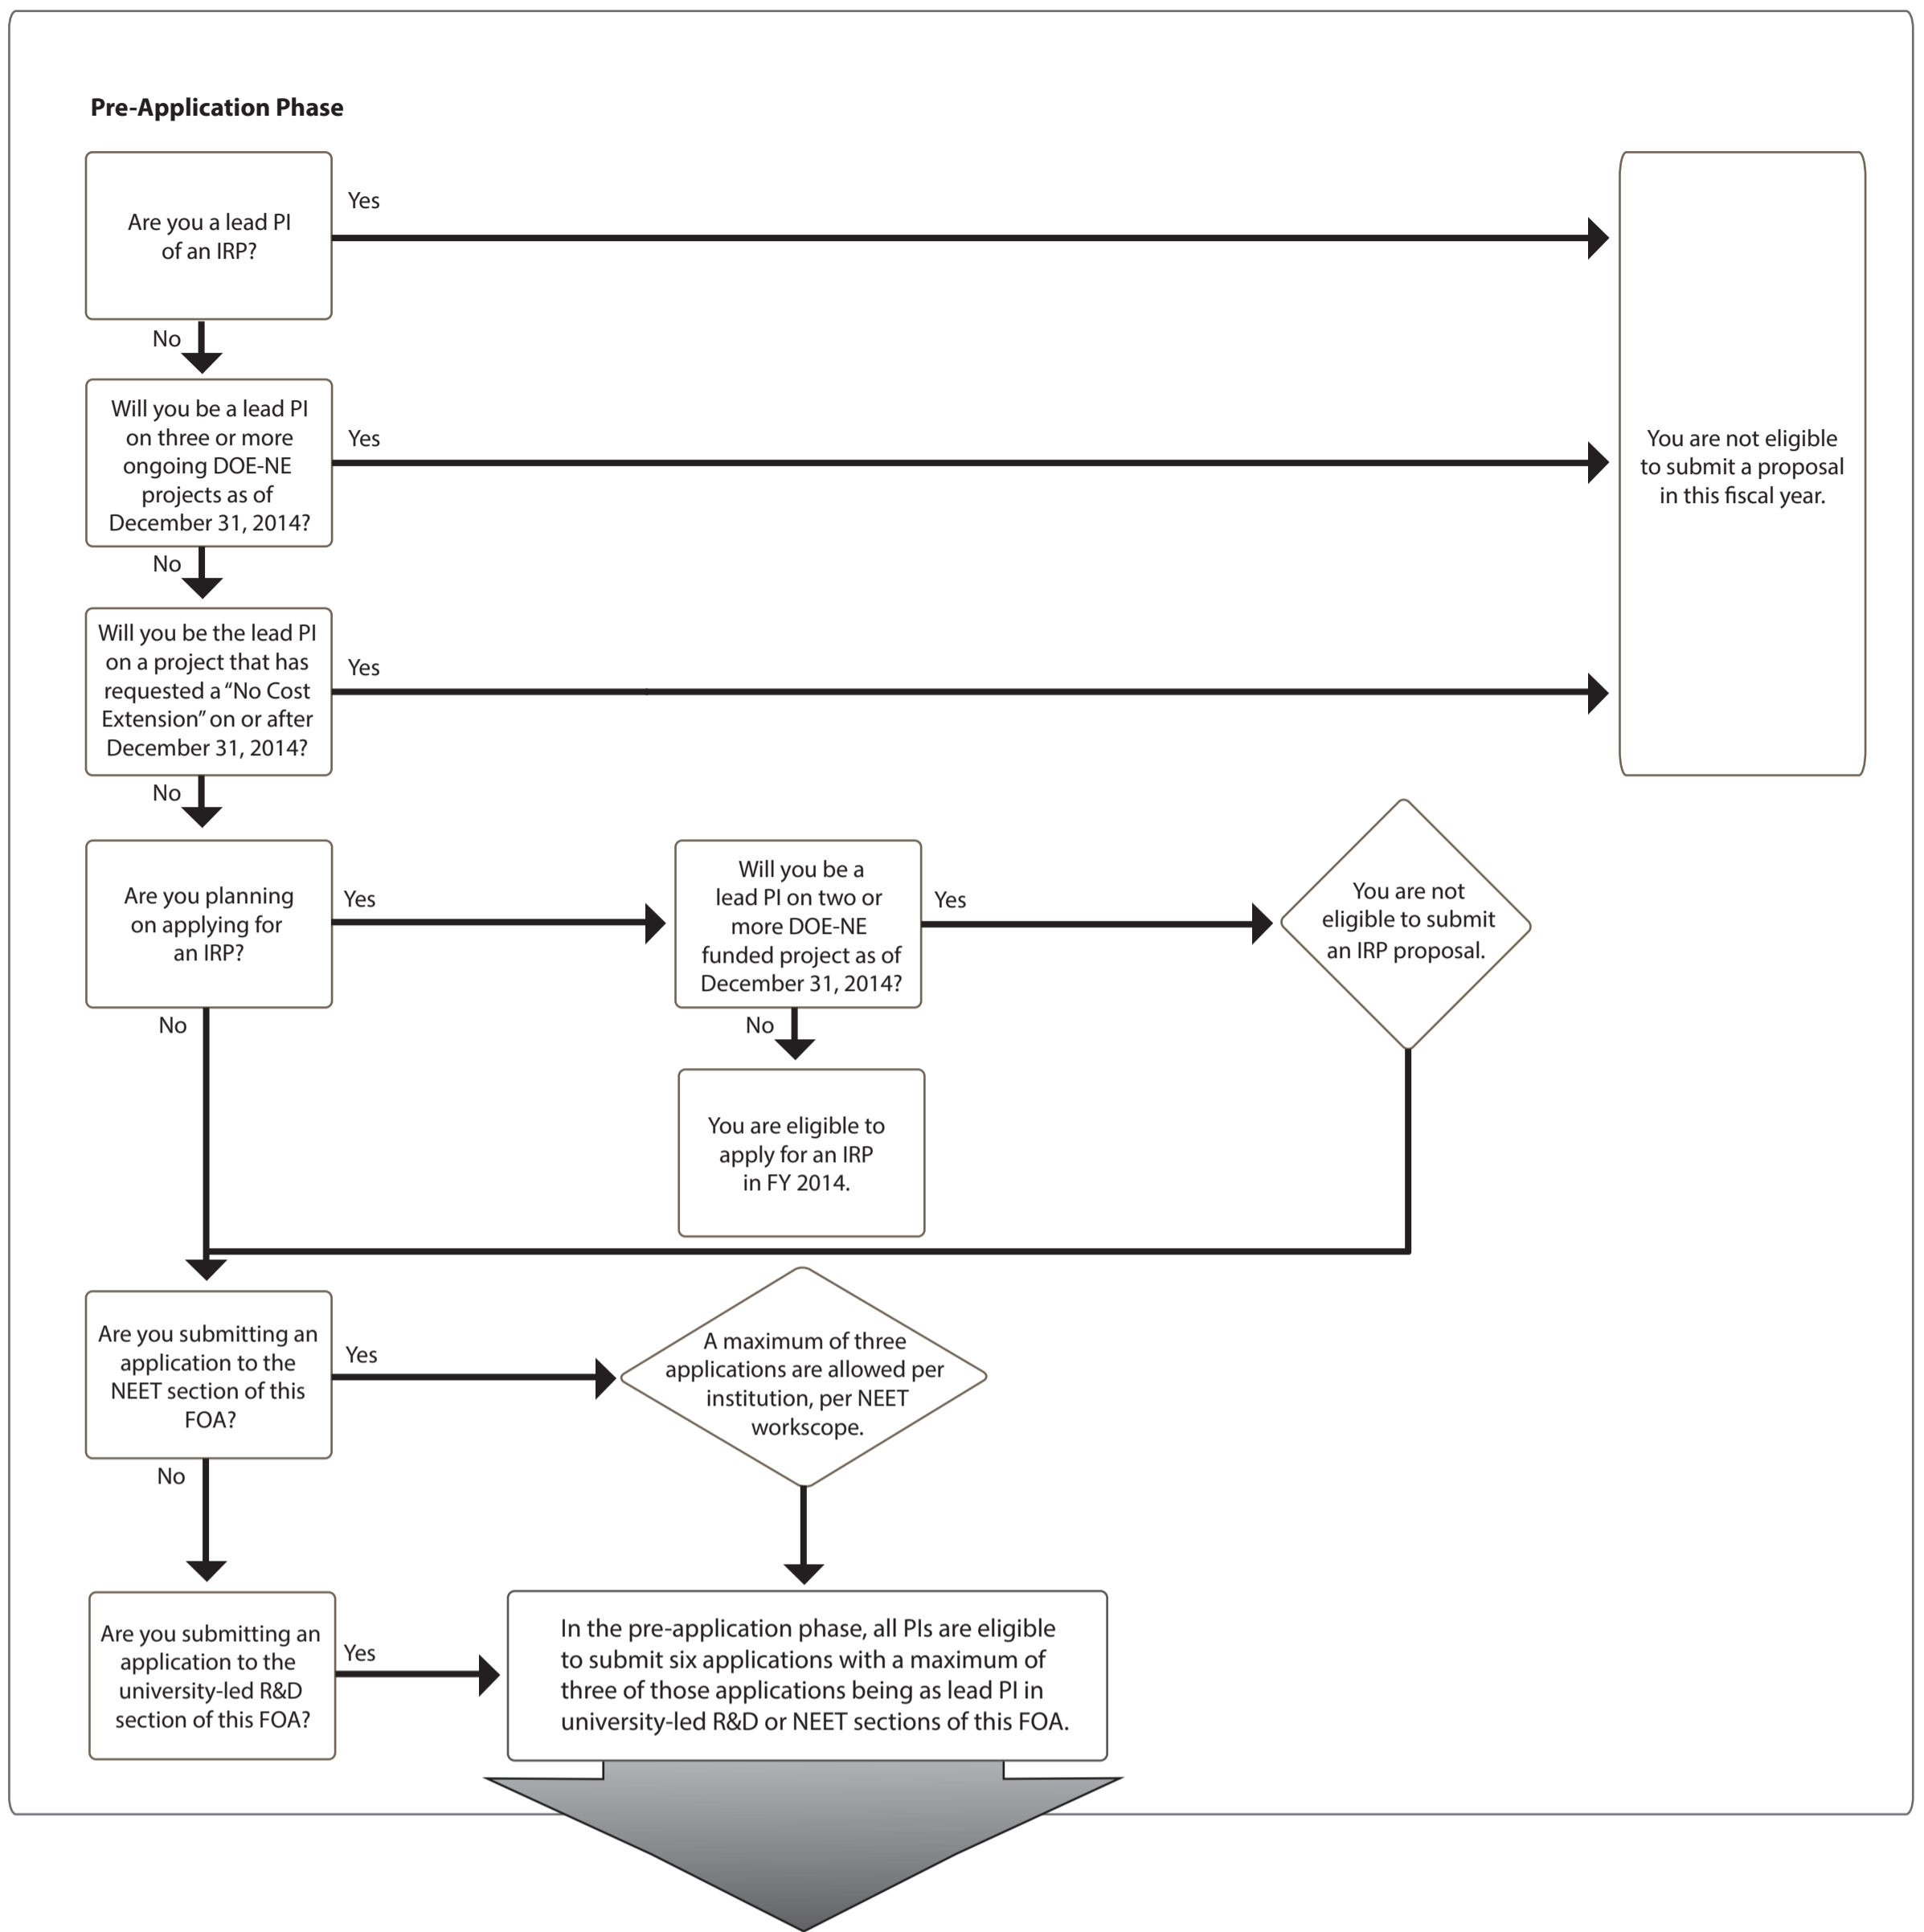 Pre-Application Phase
Are you a lead PI
of an IRP?
Yes
No
Will you be a lead PI
on three or more
ongoing DOE-NE
projects as of
December 31, 2014?
Yes
No
Will you be the lead PI
on a project that has
requested a “No Cost
Extension” on or after
December 31, 2014?
Yes
No
You are not eligible
to submit a proposal
in this fiscal year.
Are you planning
on applying for
an IRP?
Yes
No
Will you be a
lead PI on two or
more DOE-NE
funded project as of
December 31, 2014?
Yes
No
You are not
eligible to submit
an IRP proposal.
You are eligible to
apply for an IRP
in FY 2014.
Are you submitting an
application to the
NEET section of this
FOA?
Yes
No
A maximum of three
applications are allowed per
institution, per NEET
workscope.
Are you submitting an
application to the
university-led R&D
section of this FOA?
Yes
In the pre-application phase, all PIs are eligible
to submit six applications with a maximum of
three of those applications being as lead PI in
university-led R&D or NEET sections of this FOA.